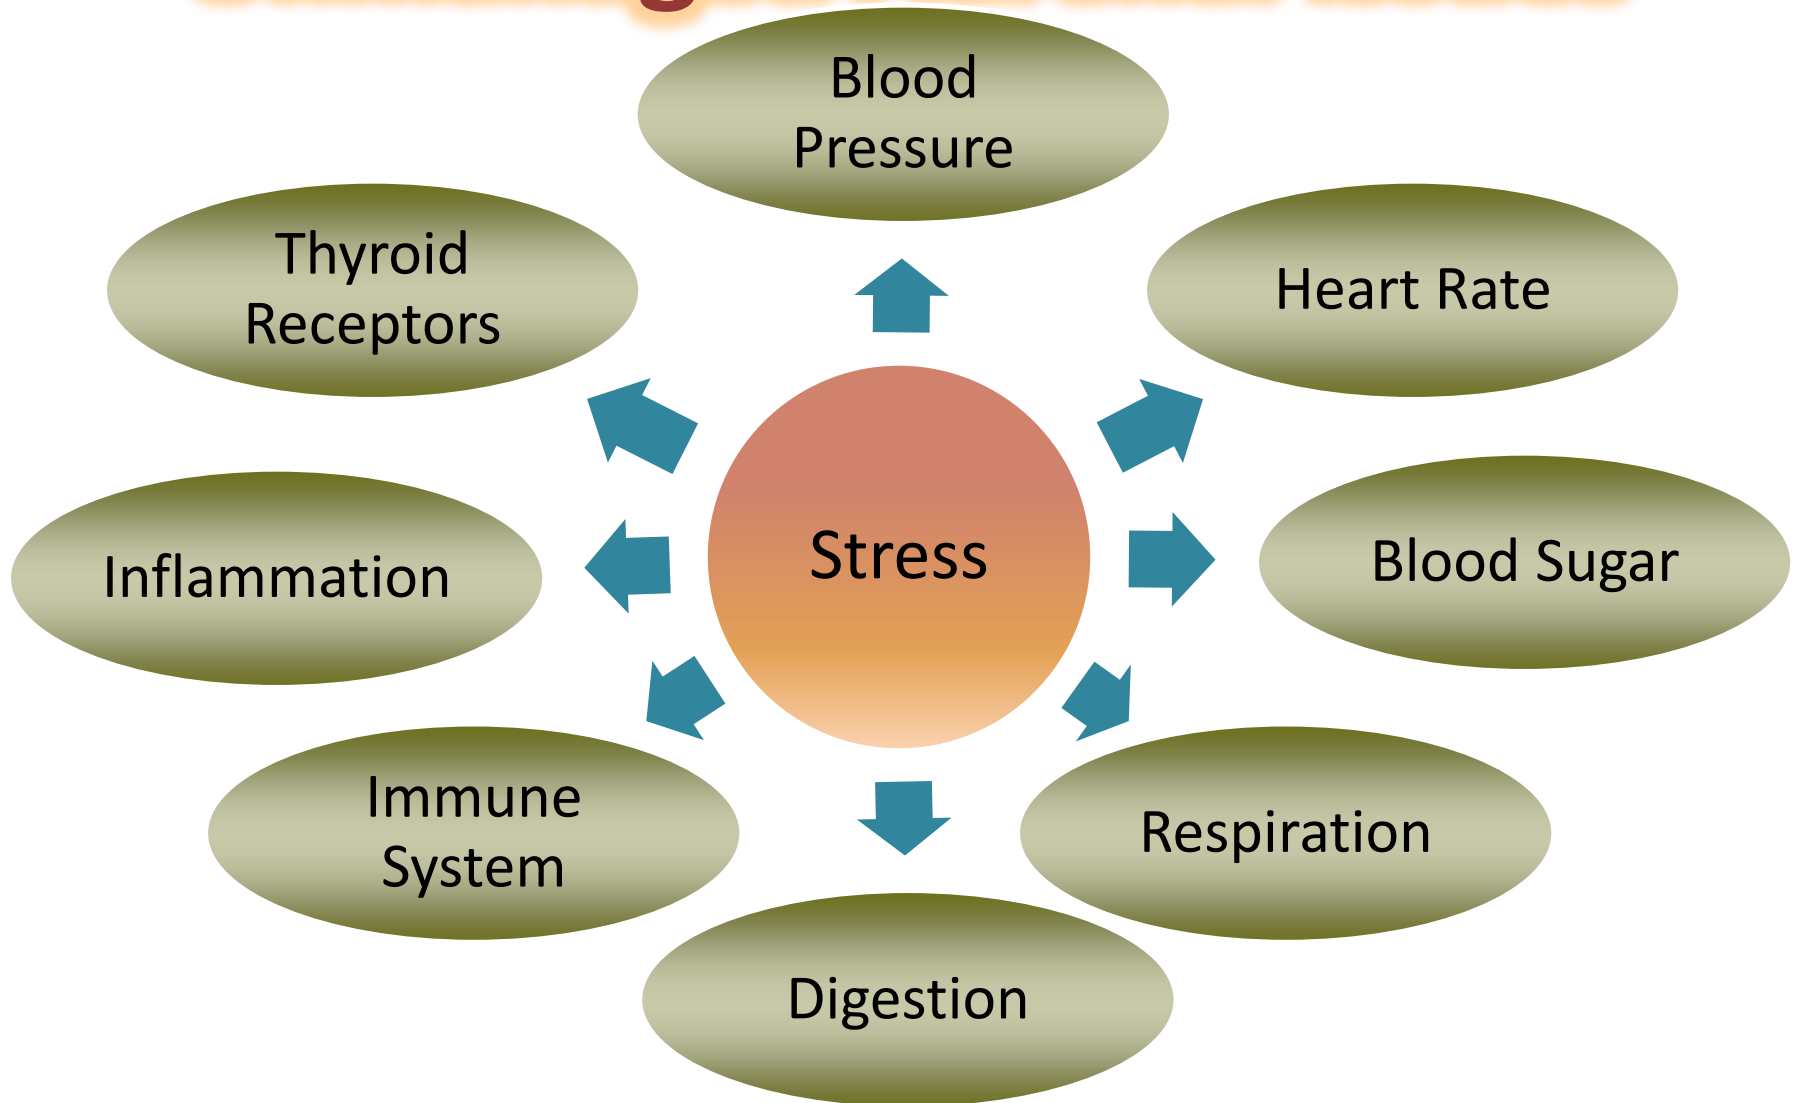 Blood
Pressure
Thyroid
Receptors
Heart Rate
Stress
Inflammation
Blood Sugar
Immune
System
Respiration
Digestion